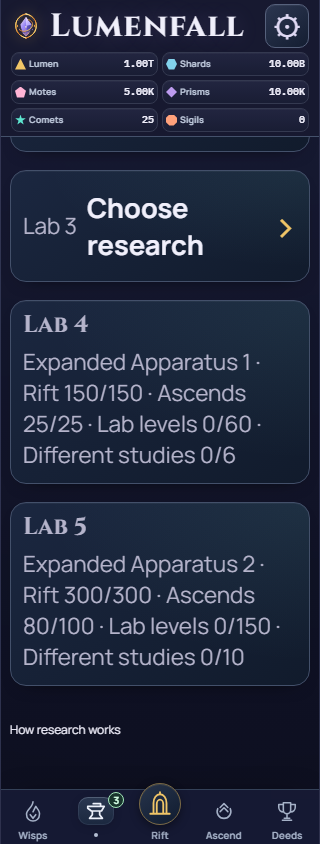 LUMENFALL
Lumen 1.00T
Shards 10.00B
Motes 5.00K
Prisms 10.00K
Comets 25
Sigils 0
Lab 3
Choose
research
LAB 4
Expanded Apparatus 1 ·
Rift 150/150 · Ascends
25/25 · Lab levels 0/60 ·
Different studies 0/6
LAB 5
Expanded Apparatus 2 ·
Rift 300/300 · Ascends
80/100 · Lab levels 0/150 ·
Different studies 0/10
How research works
3
Wisps
Rift
Ascend
Deeds